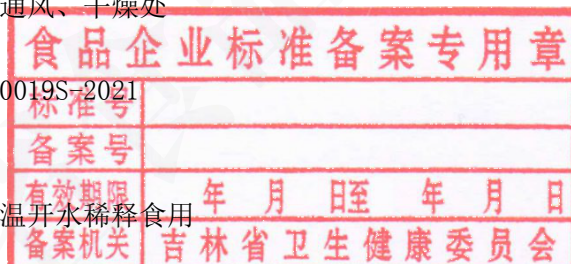 通风、干燥处
食品企业标准备案专用章
0019S-2021
标准号
备案号
有效期限 年 月 日至 年 月 日
温开水稀释食用
备案机关 吉林省卫生健康委员会